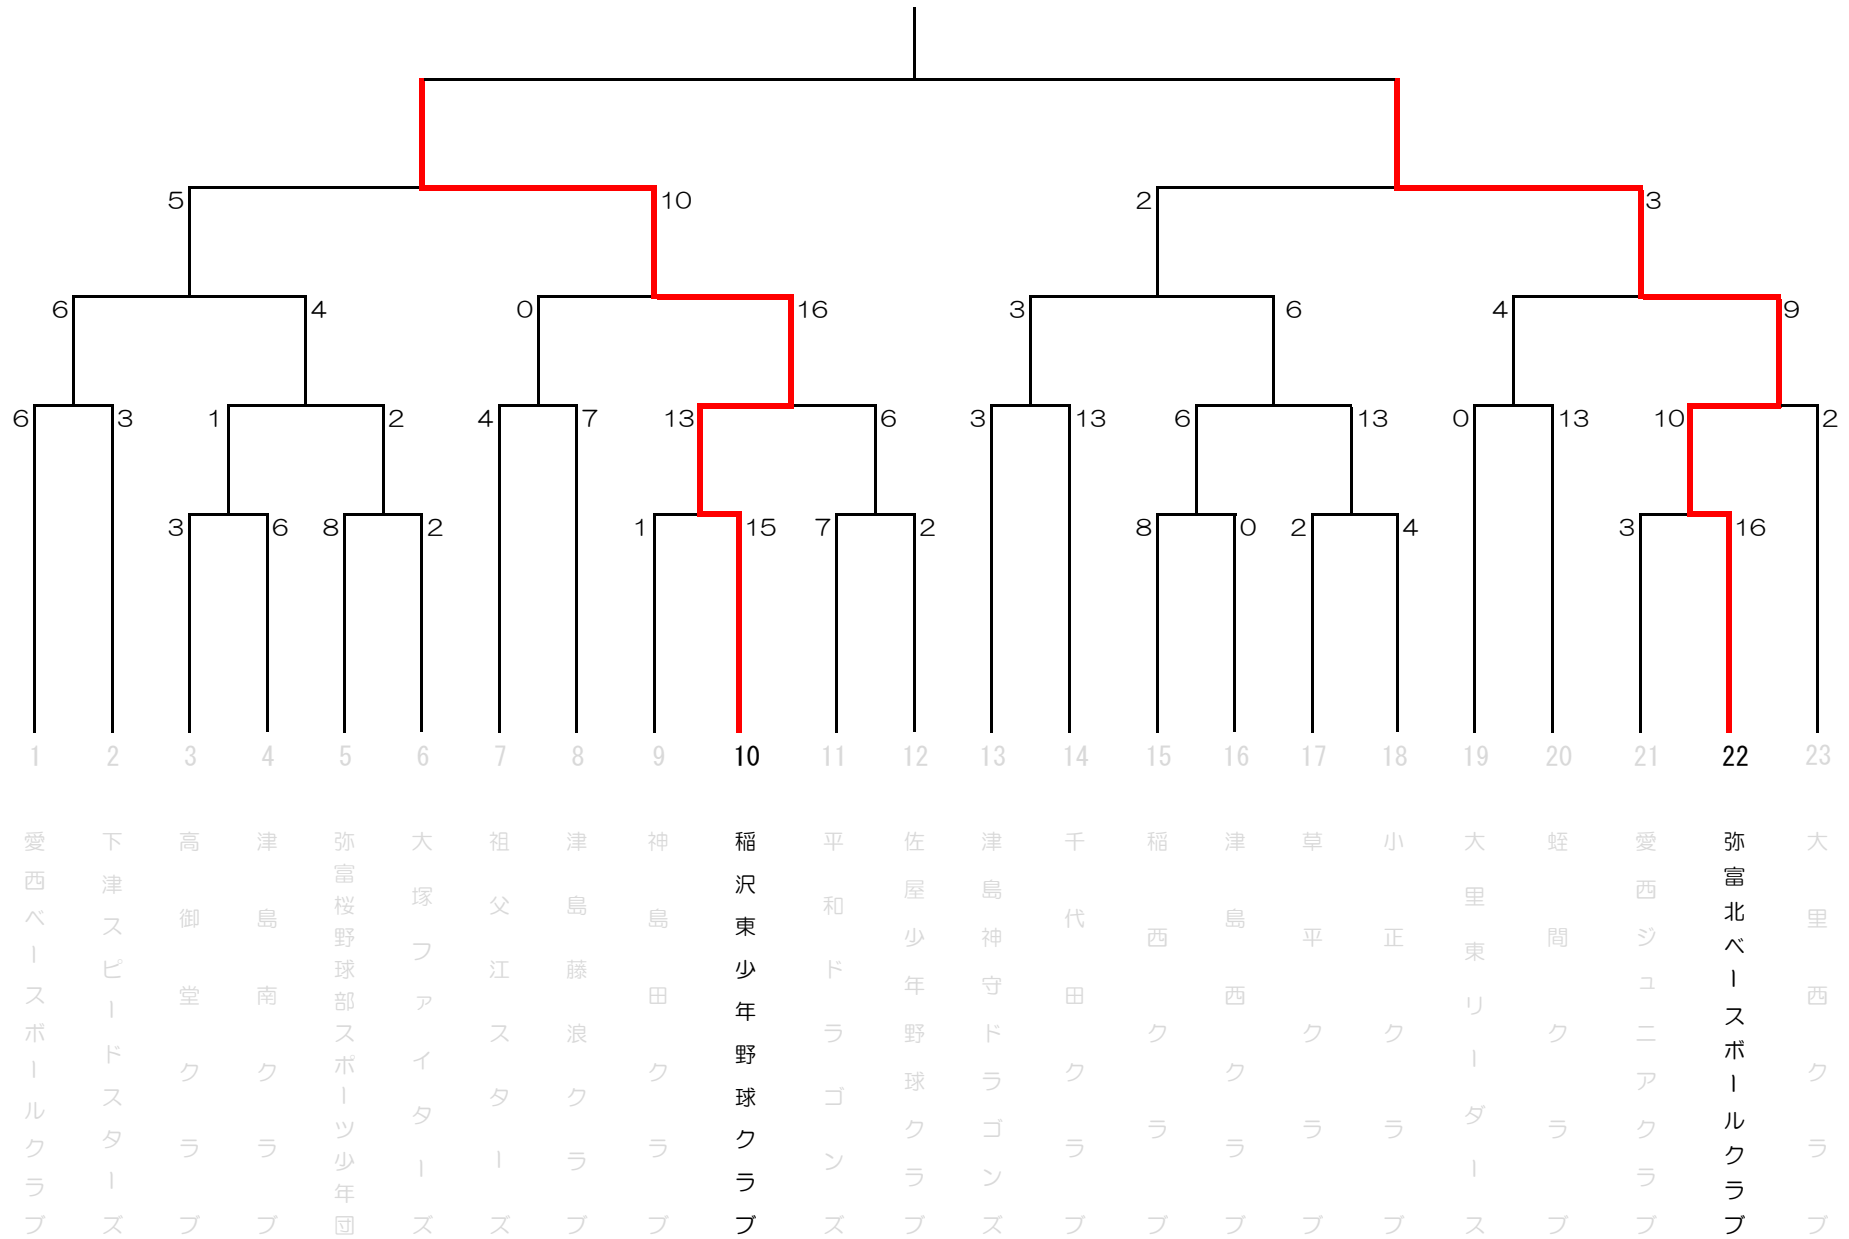 5 10 2 3
6 4 0 16 3 6 4 9
6 3 1 2 4 7 13 6 3 13 6 13 0 13 10 2
3 6 8 2 1 15 7 2 8 0 2 4 3 16
1 2 3 4 5 6 7 8 9 10 11 12 13 14 15 16 17 18 19 20 21 22 23
愛西ベースボールクラブ
下津スピードスターズ
高御堂クラブ
津島南クラブ
弥富桜野球部スポーツ少年団
大塚ファイターズ
祖父江スターズ
津島藤浪クラブ
神島田クラブ
稲沢東少年野球クラブ
平和ドラゴンズ
佐屋少年野球クラブ
津島神守ドラゴンズ
千代田クラブ
稲西クラブ
津島西クラブ
草平クラブ
小正クラブ
大里東リーダース
蛭間クラブ
愛西ジュニアクラブ
弥富北ベースボールクラブ
大里西クラブ